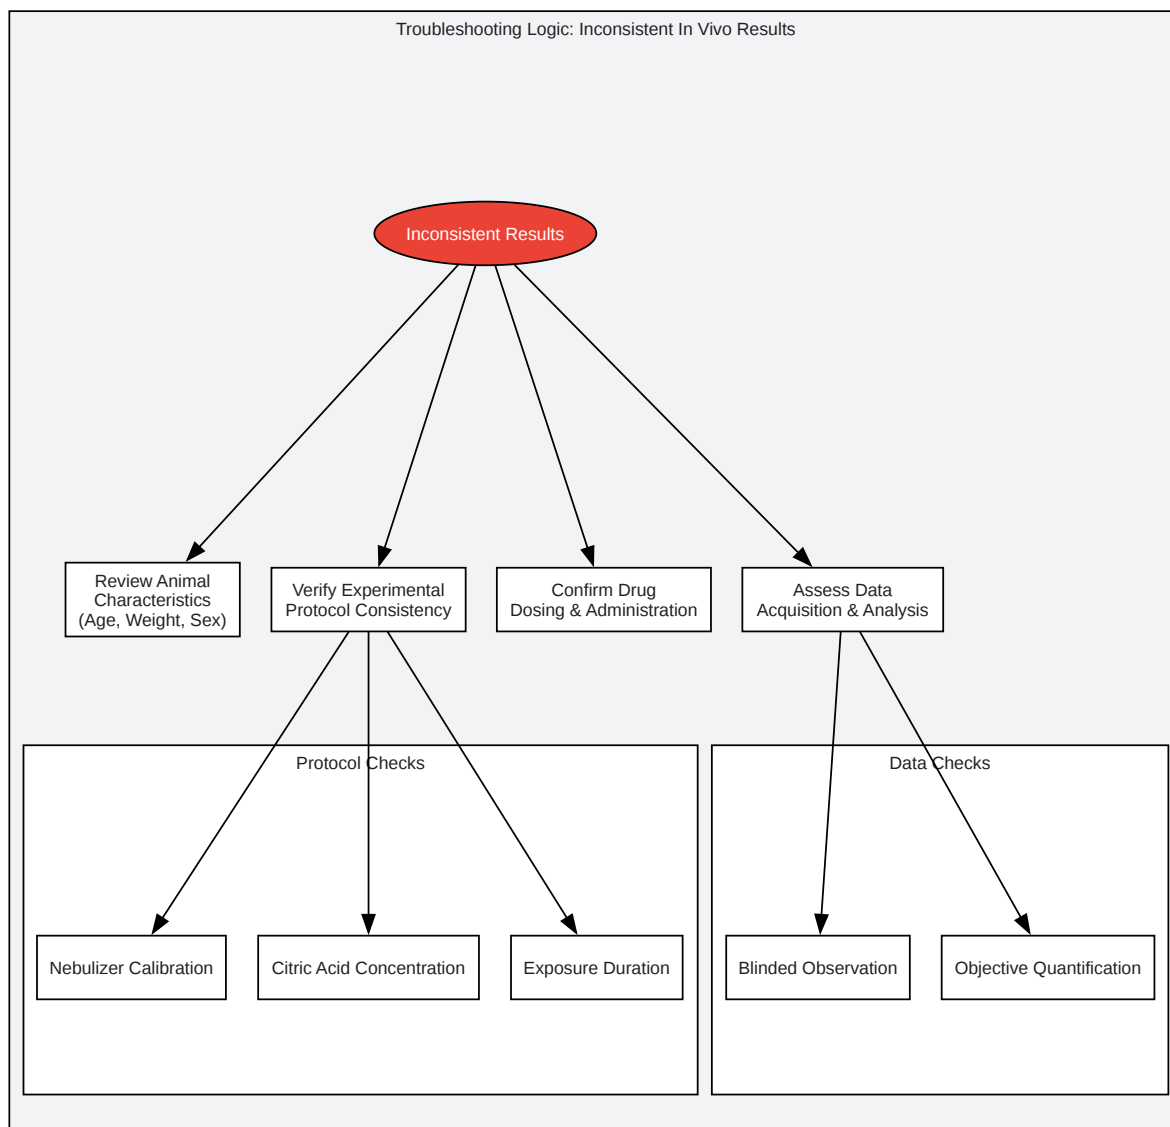 Troubleshooting Logic: Inconsistent In Vivo Results
Inconsistent Results
Review Animal
Characteristics
(Age, Weight, Sex)
Verify Experimental
Protocol Consistency
Confirm Drug
Dosing & Administration
Assess Data
Acquisition & Analysis
Protocol Checks
Nebulizer Calibration
Citric Acid Concentration
Exposure Duration
Data Checks
Blinded Observation
Objective Quantification